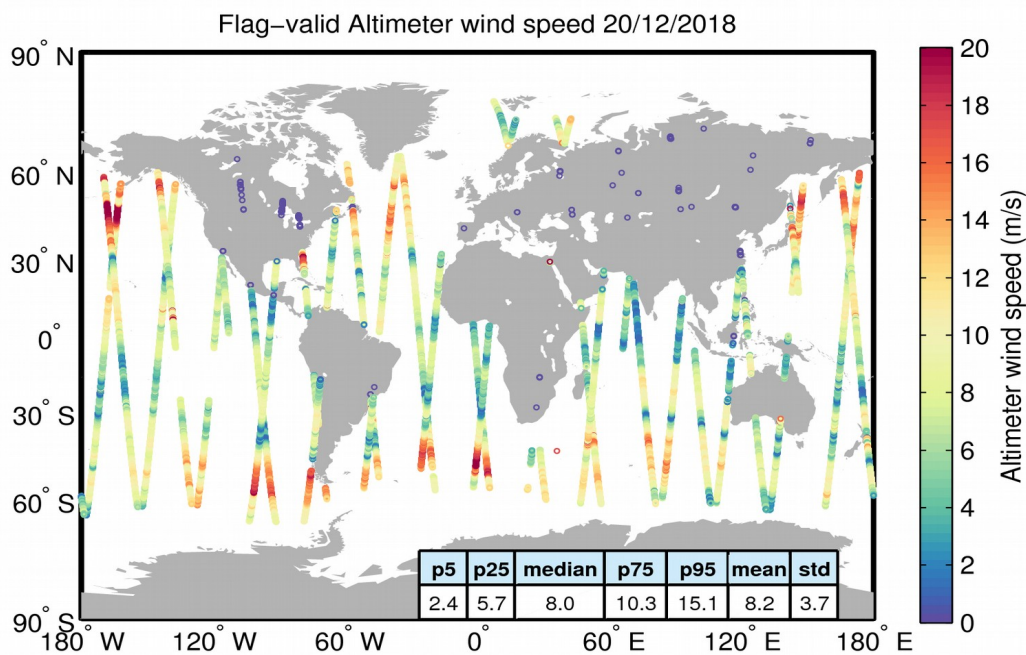 Flag−valid Altimeter wind speed 20/12/2018
90° N
60° N
30° N
0°
30° S
60° S
90° S
180° W
120° W
60° W
0°
60° E
120° E
180° E
p5 p25 median p75 p95 mean std
2.4 5.7 8.0 10.3 15.1 8.2 3.7
20
18
16
14
12
10
8
6
4
2
0
Altimeter wind speed (m/s)